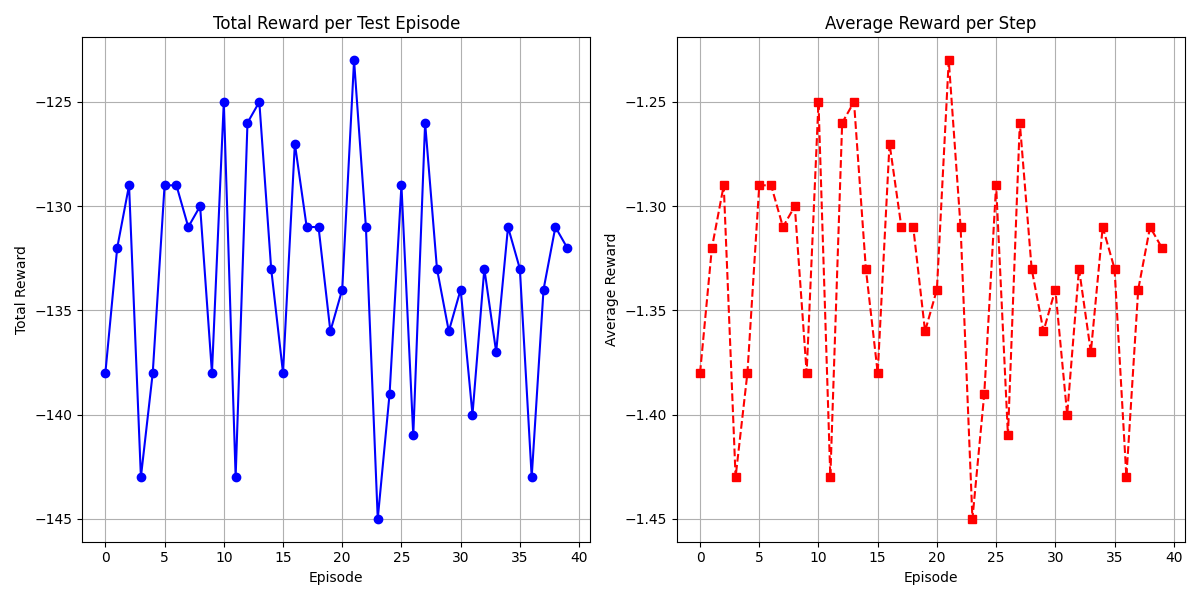 Total Reward per Test Episode
Total Reward
−125
−130
−135
−140
−145
0 5 10 15 20 25 30 35 40
Episode
Average Reward per Step
Average Reward
−1.25
−1.30
−1.35
−1.40
−1.45
0 5 10 15 20 25 30 35 40
Episode